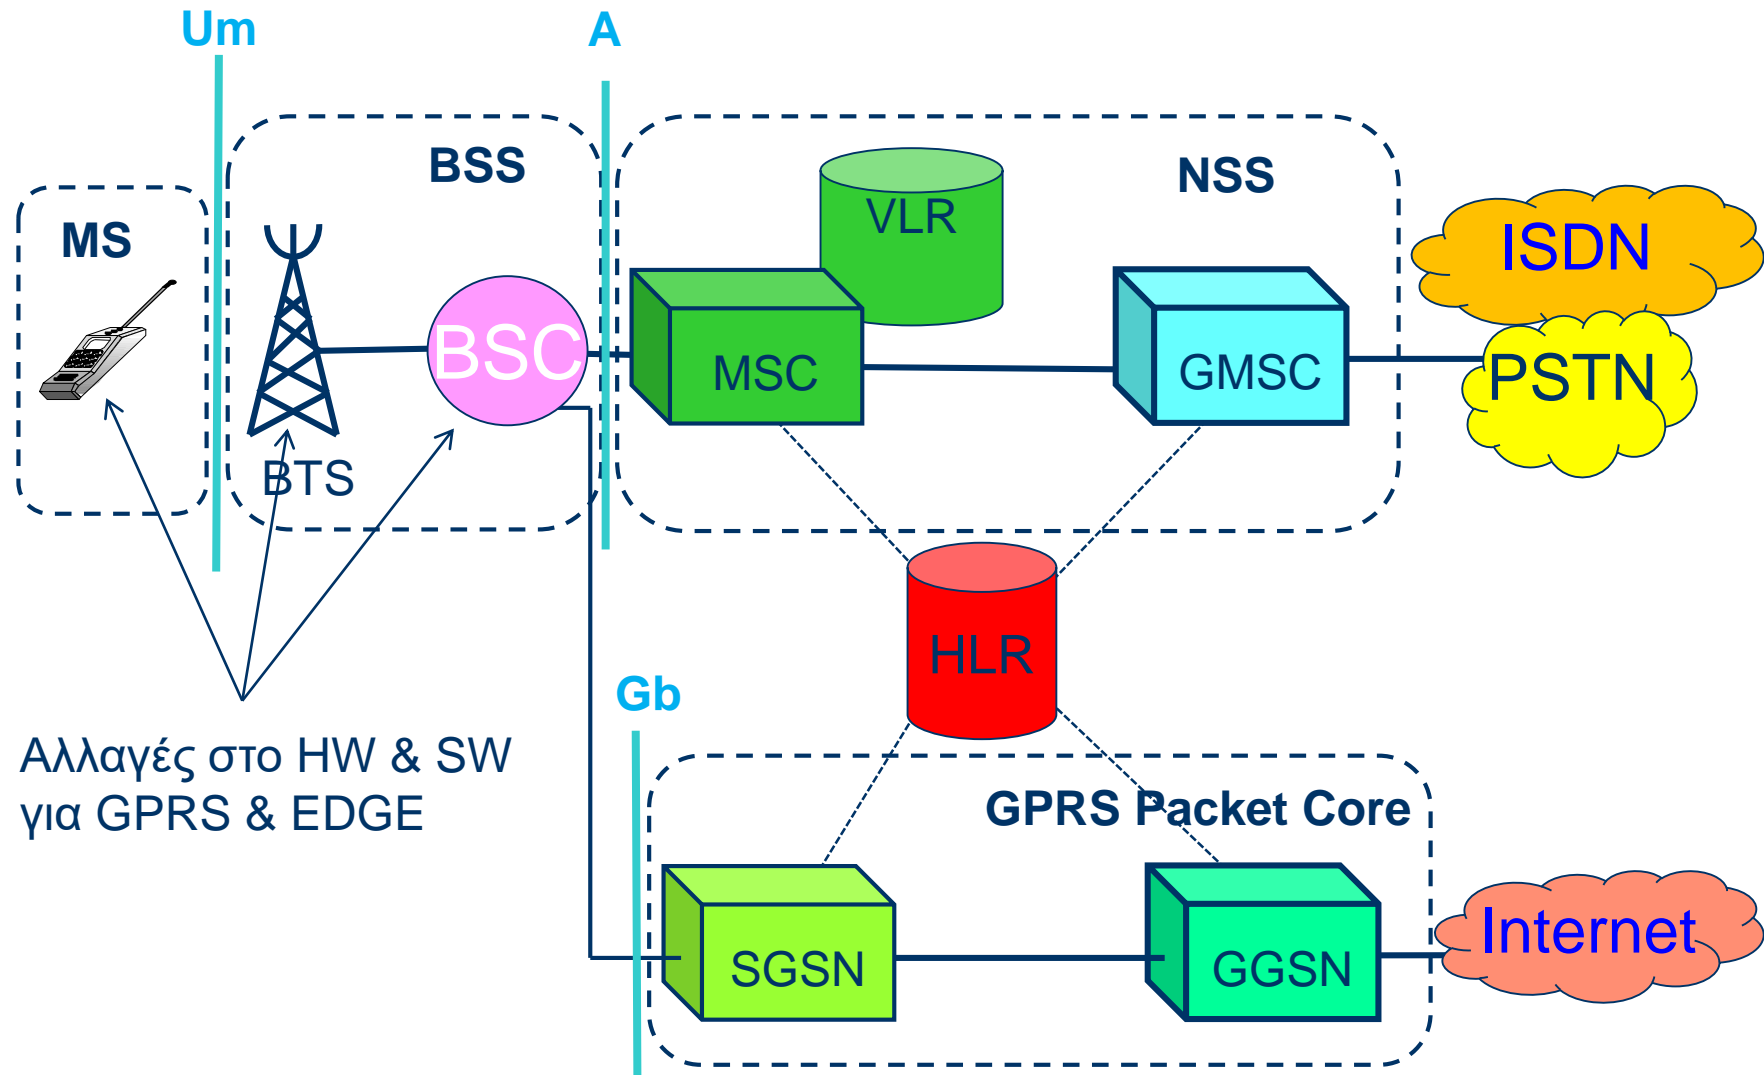 Um
A
BSS
NSS
MS
VLR
ISDN
BSC
MSC
GMSC
PSTN
BTS
HLR
Gb
Αλλαγές στο HW & SW
για GPRS & EDGE
GPRS Packet Core
SGSN
GGSN
Internet